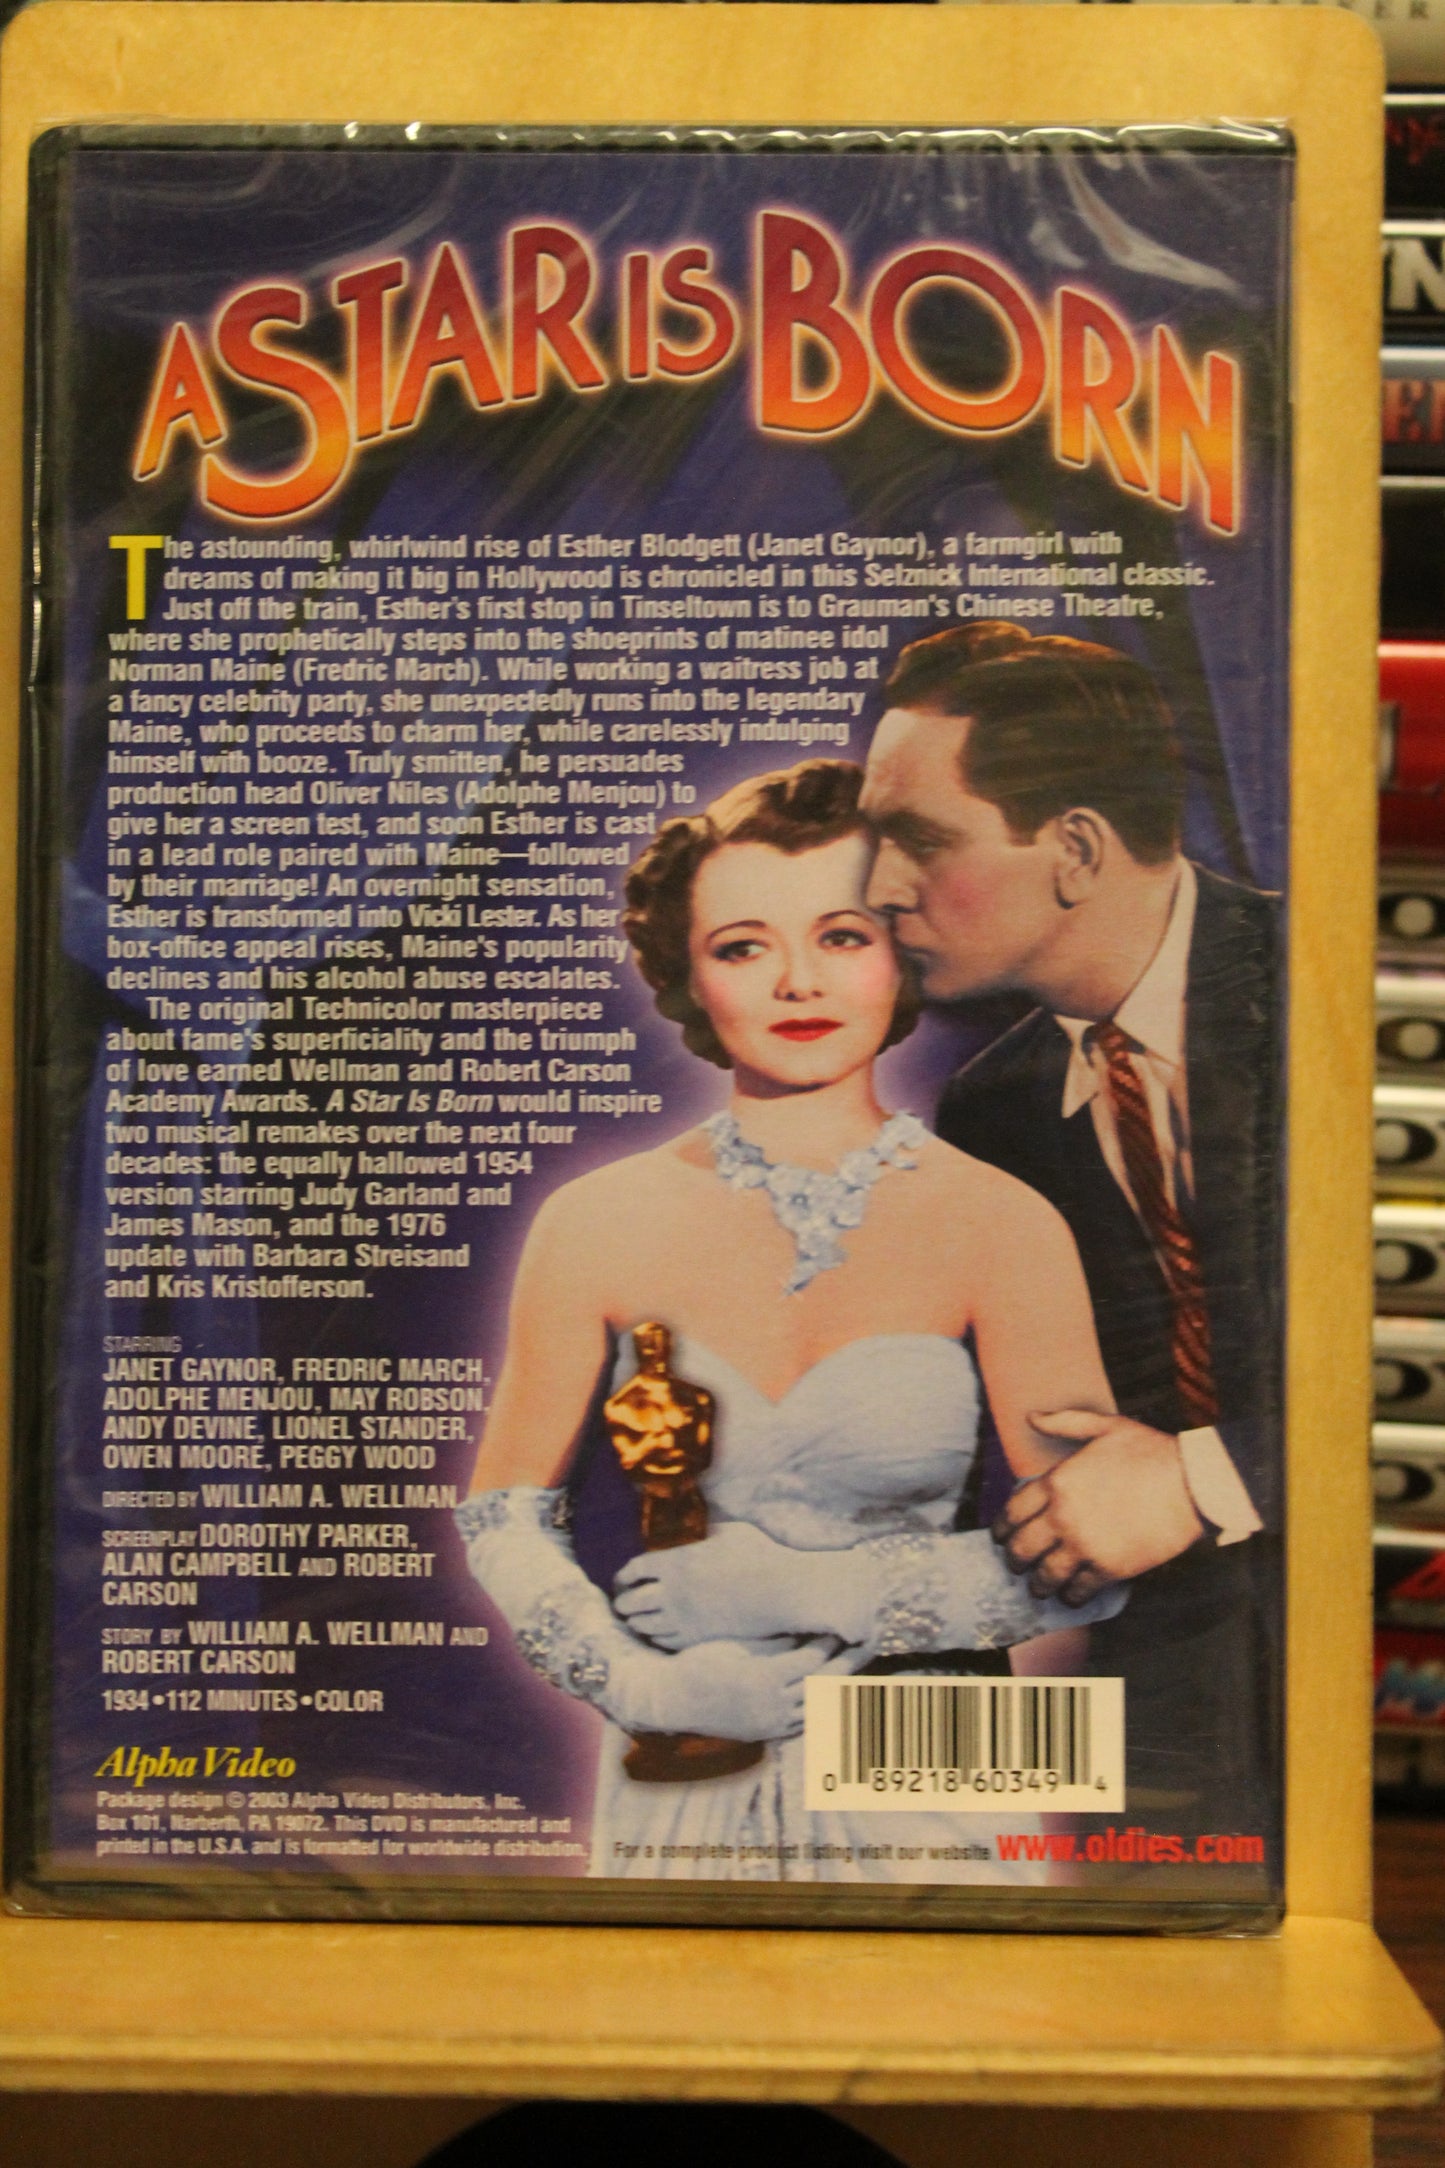 A STAR IS BORN
The astounding, whirlwind rise of Esther Blodgett (Janet Gaynor), a farmgirl with
dreams of making it big in Hollywood is chronicled in this Selznick International classic.
Just off the train, Esther's first stop in Tinseltown is to Grauman's Chinese Theatre,
where she prophetically steps into the shoeprints of matinee idol
Norman Maine (Fredric March). While working a waitress job at
a fancy celebrity party, she unexpectedly runs into the legendary
Maine, who proceeds to charm her, while carelessly indulging
himself with booze. Truly smitten, he persuades
production head Oliver Niles (Adolphe Menjou) to
give her a screen test, and soon Esther is cast
in a lead role paired with Maine—followed
by their marriage! An overnight sensation,
Esther is transformed into Vicki Lester. As her
box-office appeal rises, Maine's popularity
declines and his alcohol abuse escalates.
The original Technicolor masterpiece
about fame's superficiality and the triumph
of love earned Wellman and Robert Carson
Academy Awards. A Star Is Born would inspire
two musical remakes over the next four
decades: the equally hallowed 1954
version starring Judy Garland and
James Mason, and the 1976
update with Barbara Streisand
and Kris Kristofferson.
STARRING
JANET GAYNOR, FREDRIC MARCH,
ADOLPHE MENJOU, MAY ROBSON,
ANDY DEVINE, LIONEL STANDER,
OWEN MOORE, PEGGY WOOD
DIRECTED BY WILLIAM A. WELLMAN
SCREENPLAY DOROTHY PARKER,
ALAN CAMPBELL AND ROBERT
CARSON
STORY BY WILLIAM A. WELLMAN AND
ROBERT CARSON
1934•112 MINUTES•COLOR
Alpha Video
Package design © 2003 Alpha Video Distributors, Inc.
Box 101, Narberth, PA 19072. This DVD is manufactured and
printed in the U.S.A. and is formatted for worldwide distribution.
0 89218 60349 4
For a complete product listing visit our website www.oldies.com